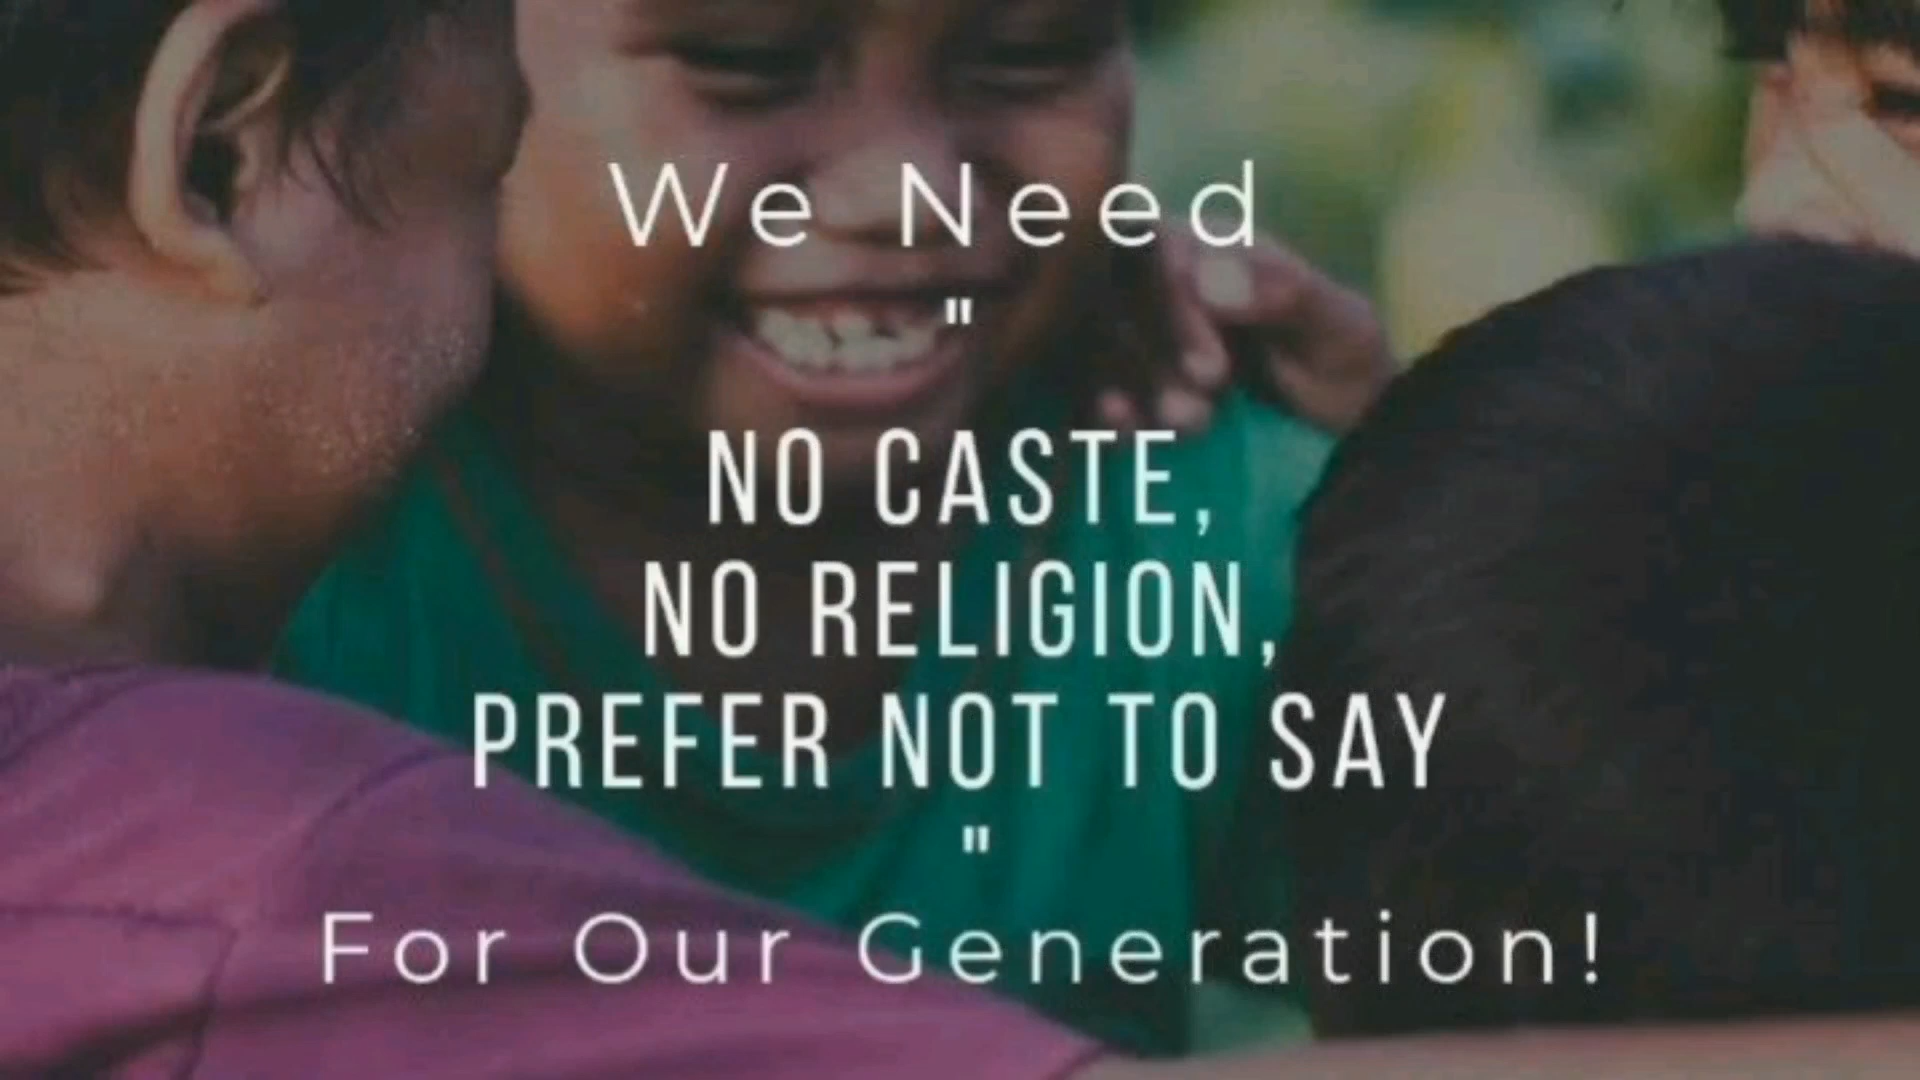 We Need
"
NO CASTE,
NO RELIGION,
PREFER NOT TO SAY
"
For Our Generation!